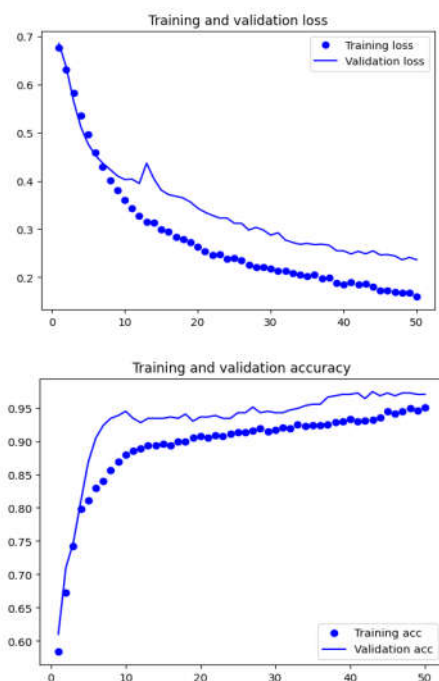 Training and validation loss
0.7
0.6
0.5
0.4
0.3
0.2
Training loss
Validation loss
0 10 20 30 40 50
Training and validation accuracy
0.95
0.90
0.85
0.80
0.75
0.70
0.65
0.60
Training acc
Validation acc
0 10 20 30 40 50